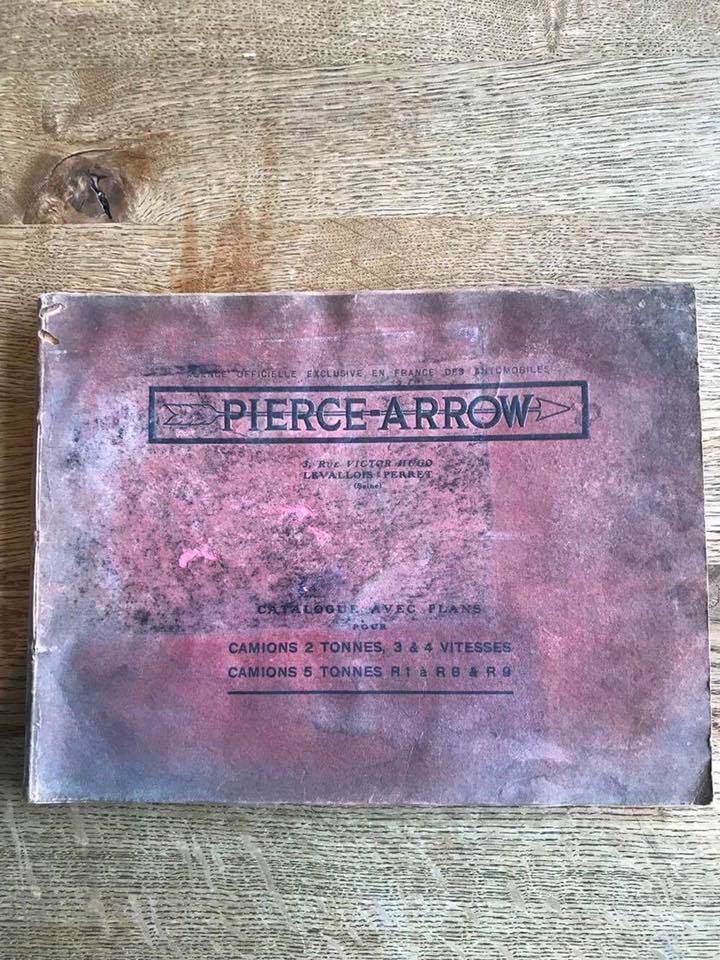 AGENCE OFFICIELLE EXCLUSIVE EN FRANCE DES AUTOMOBILES
PIERCE-ARROW
3, RUE VICTOR HUGO
LEVALLOIS-PERRET
(Seine)
CATALOGUE AVEC PLANS
POUR
CAMIONS 2 TONNES, 3 & 4 VITESSES
CAMIONS 5 TONNES R1 à R8 & R9